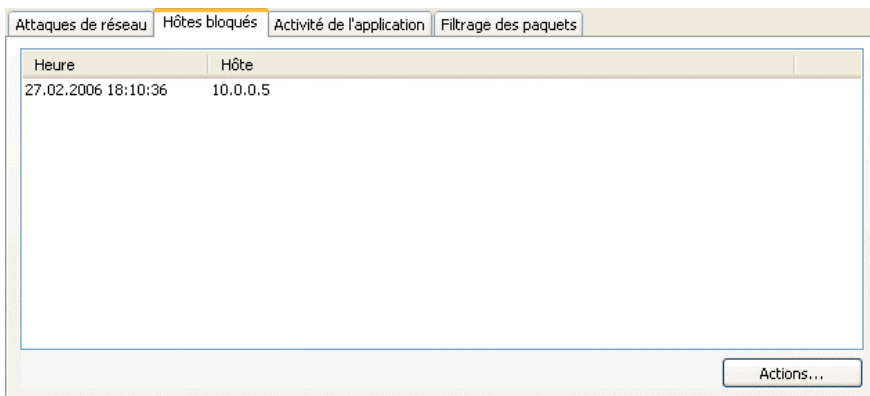 Attaques de réseau Hôtes bloqués Activité de l'application Filtrage des paquets
Heure Hôte
27.02.2006 18:10:36 10.0.0.5
Actions...